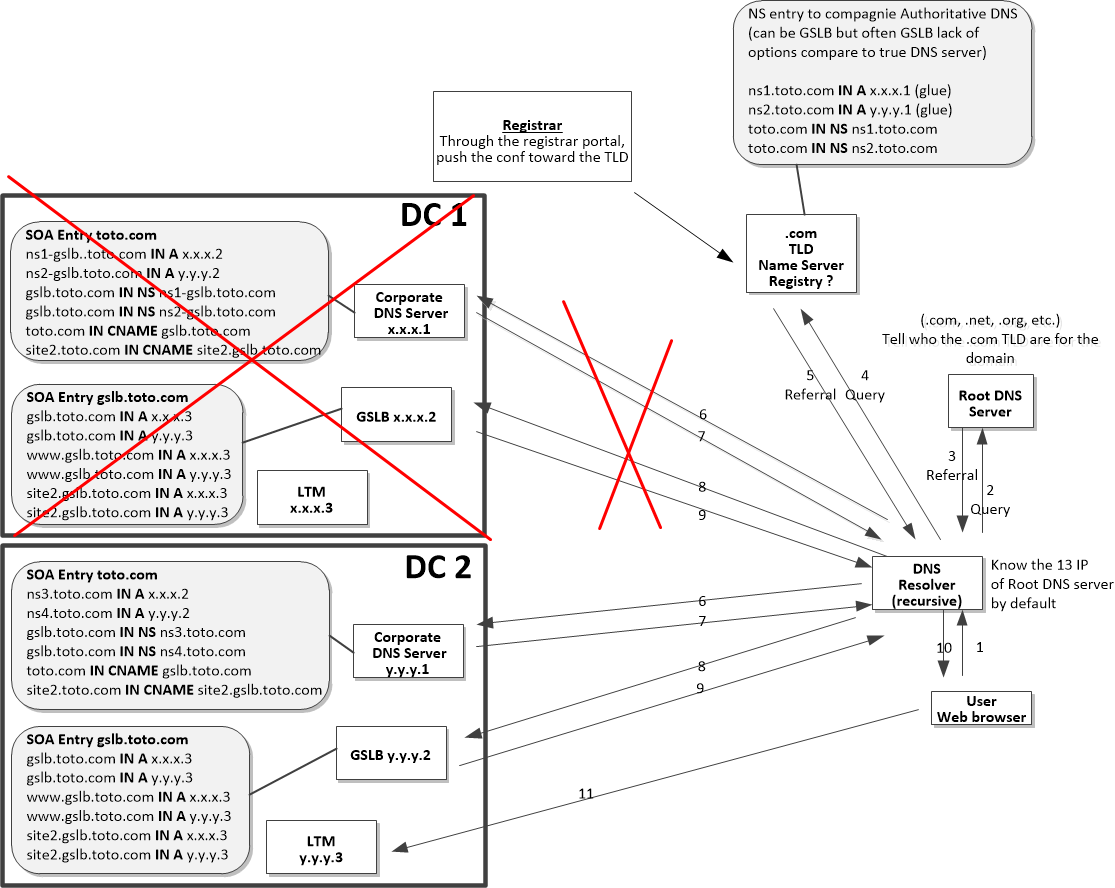 NS entry to compagnie Authoritative DNS
(can be GSLB but often GSLB lack of
options compare to true DNS server)
ns1.toto.com IN A x.x.x.1 (glue)
ns2.toto.com IN A y.y.y.1 (glue)
toto.com IN NS ns1.toto.com
toto.com IN NS ns2.toto.com
Registrar
Through the registrar portal,
push the conf toward the TLD
.com
TLD
Name Server
Registry ?
DC 1
SOA Entry toto.com
ns1-gslb..toto.com IN A x.x.x.2
ns2-gslb.toto.com IN A y.y.y.2
gslb.toto.com IN NS ns1-gslb.toto.com
gslb.toto.com IN NS ns2-gslb.toto.com
toto.com IN CNAME gslb.toto.com
site2.toto.com IN CNAME site2.gslb.toto.com
Corporate
DNS Server
x.x.x.1
SOA Entry gslb.toto.com
gslb.toto.com IN A x.x.x.3
gslb.toto.com IN A y.y.y.3
www.gslb.toto.com IN A x.x.x.3
www.gslb.toto.com IN A y.y.y.3
site2.gslb.toto.com IN A x.x.x.3
site2.gslb.toto.com IN A y.y.y.3
GSLB x.x.x.2
LTM
x.x.x.3
6
7
8
9
5
Referral
4
Query
(.com, .net, .org, etc.)
Tell who the .com TLD are for the
domain
Root DNS
Server
3
Referral
2
Query
DNS
Resolver
(recursive)
Know the 13 IP
of Root DNS server
by default
10
1
User
Web browser
DC 2
SOA Entry toto.com
ns3.toto.com IN A x.x.x.2
ns4.toto.com IN A y.y.y.2
gslb.toto.com IN NS ns3.toto.com
gslb.toto.com IN NS ns4.toto.com
toto.com IN CNAME gslb.toto.com
site2.toto.com IN CNAME site2.gslb.toto.com
Corporate
DNS Server
y.y.y.1
6
7
8
9
SOA Entry gslb.toto.com
gslb.toto.com IN A x.x.x.3
gslb.toto.com IN A y.y.y.3
www.gslb.toto.com IN A x.x.x.3
www.gslb.toto.com IN A y.y.y.3
site2.gslb.toto.com IN A x.x.x.3
site2.gslb.toto.com IN A y.y.y.3
GSLB y.y.y.2
LTM
y.y.y.3
11